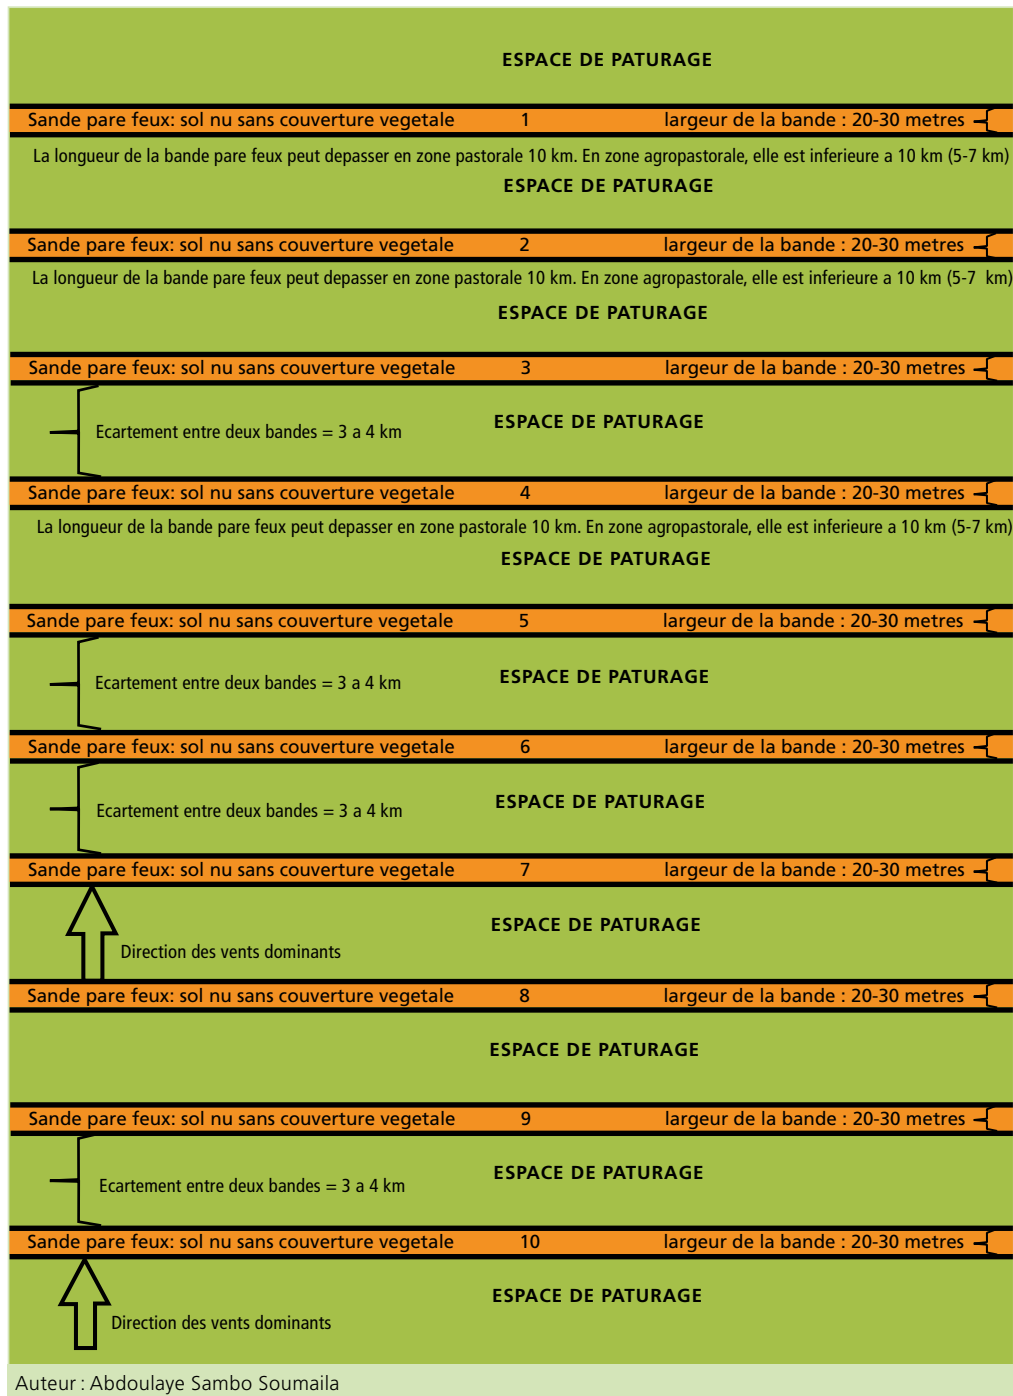 ESPACE DE PATURAGE
Sande pare feux: sol nu sans couverture vegetale 1 largeur de la bande : 20-30 metres
La longueur de la bande pare feux peut depasser en zone pastorale 10 km. En zone agropastorale, elle est inferieure a 10 km (5-7 km)
ESPACE DE PATURAGE
Sande pare feux: sol nu sans couverture vegetale 2 largeur de la bande : 20-30 metres
La longueur de la bande pare feux peut depasser en zone pastorale 10 km. En zone agropastorale, elle est inferieure a 10 km (5-7 km)
ESPACE DE PATURAGE
Sande pare feux: sol nu sans couverture vegetale 3 largeur de la bande : 20-30 metres
ESPACE DE PATURAGE
Ecartement entre deux bandes = 3 a 4 km
Sande pare feux: sol nu sans couverture vegetale 4 largeur de la bande : 20-30 metres
La longueur de la bande pare feux peut depasser en zone pastorale 10 km. En zone agropastorale, elle est inferieure a 10 km (5-7 km)
ESPACE DE PATURAGE
Sande pare feux: sol nu sans couverture vegetale 5 largeur de la bande : 20-30 metres
ESPACE DE PATURAGE
Ecartement entre deux bandes = 3 a 4 km
Sande pare feux: sol nu sans couverture vegetale 6 largeur de la bande : 20-30 metres
ESPACE DE PATURAGE
Ecartement entre deux bandes = 3 a 4 km
Sande pare feux: sol nu sans couverture vegetale 7 largeur de la bande : 20-30 metres
ESPACE DE PATURAGE
Direction des vents dominants
Sande pare feux: sol nu sans couverture vegetale 8 largeur de la bande : 20-30 metres
ESPACE DE PATURAGE
Sande pare feux: sol nu sans couverture vegetale 9 largeur de la bande : 20-30 metres
ESPACE DE PATURAGE
Ecartement entre deux bandes = 3 a 4 km
Sande pare feux: sol nu sans couverture vegetale 10 largeur de la bande : 20-30 metres
ESPACE DE PATURAGE
Direction des vents dominants
Auteur : Abdoulaye Sambo Soumaila